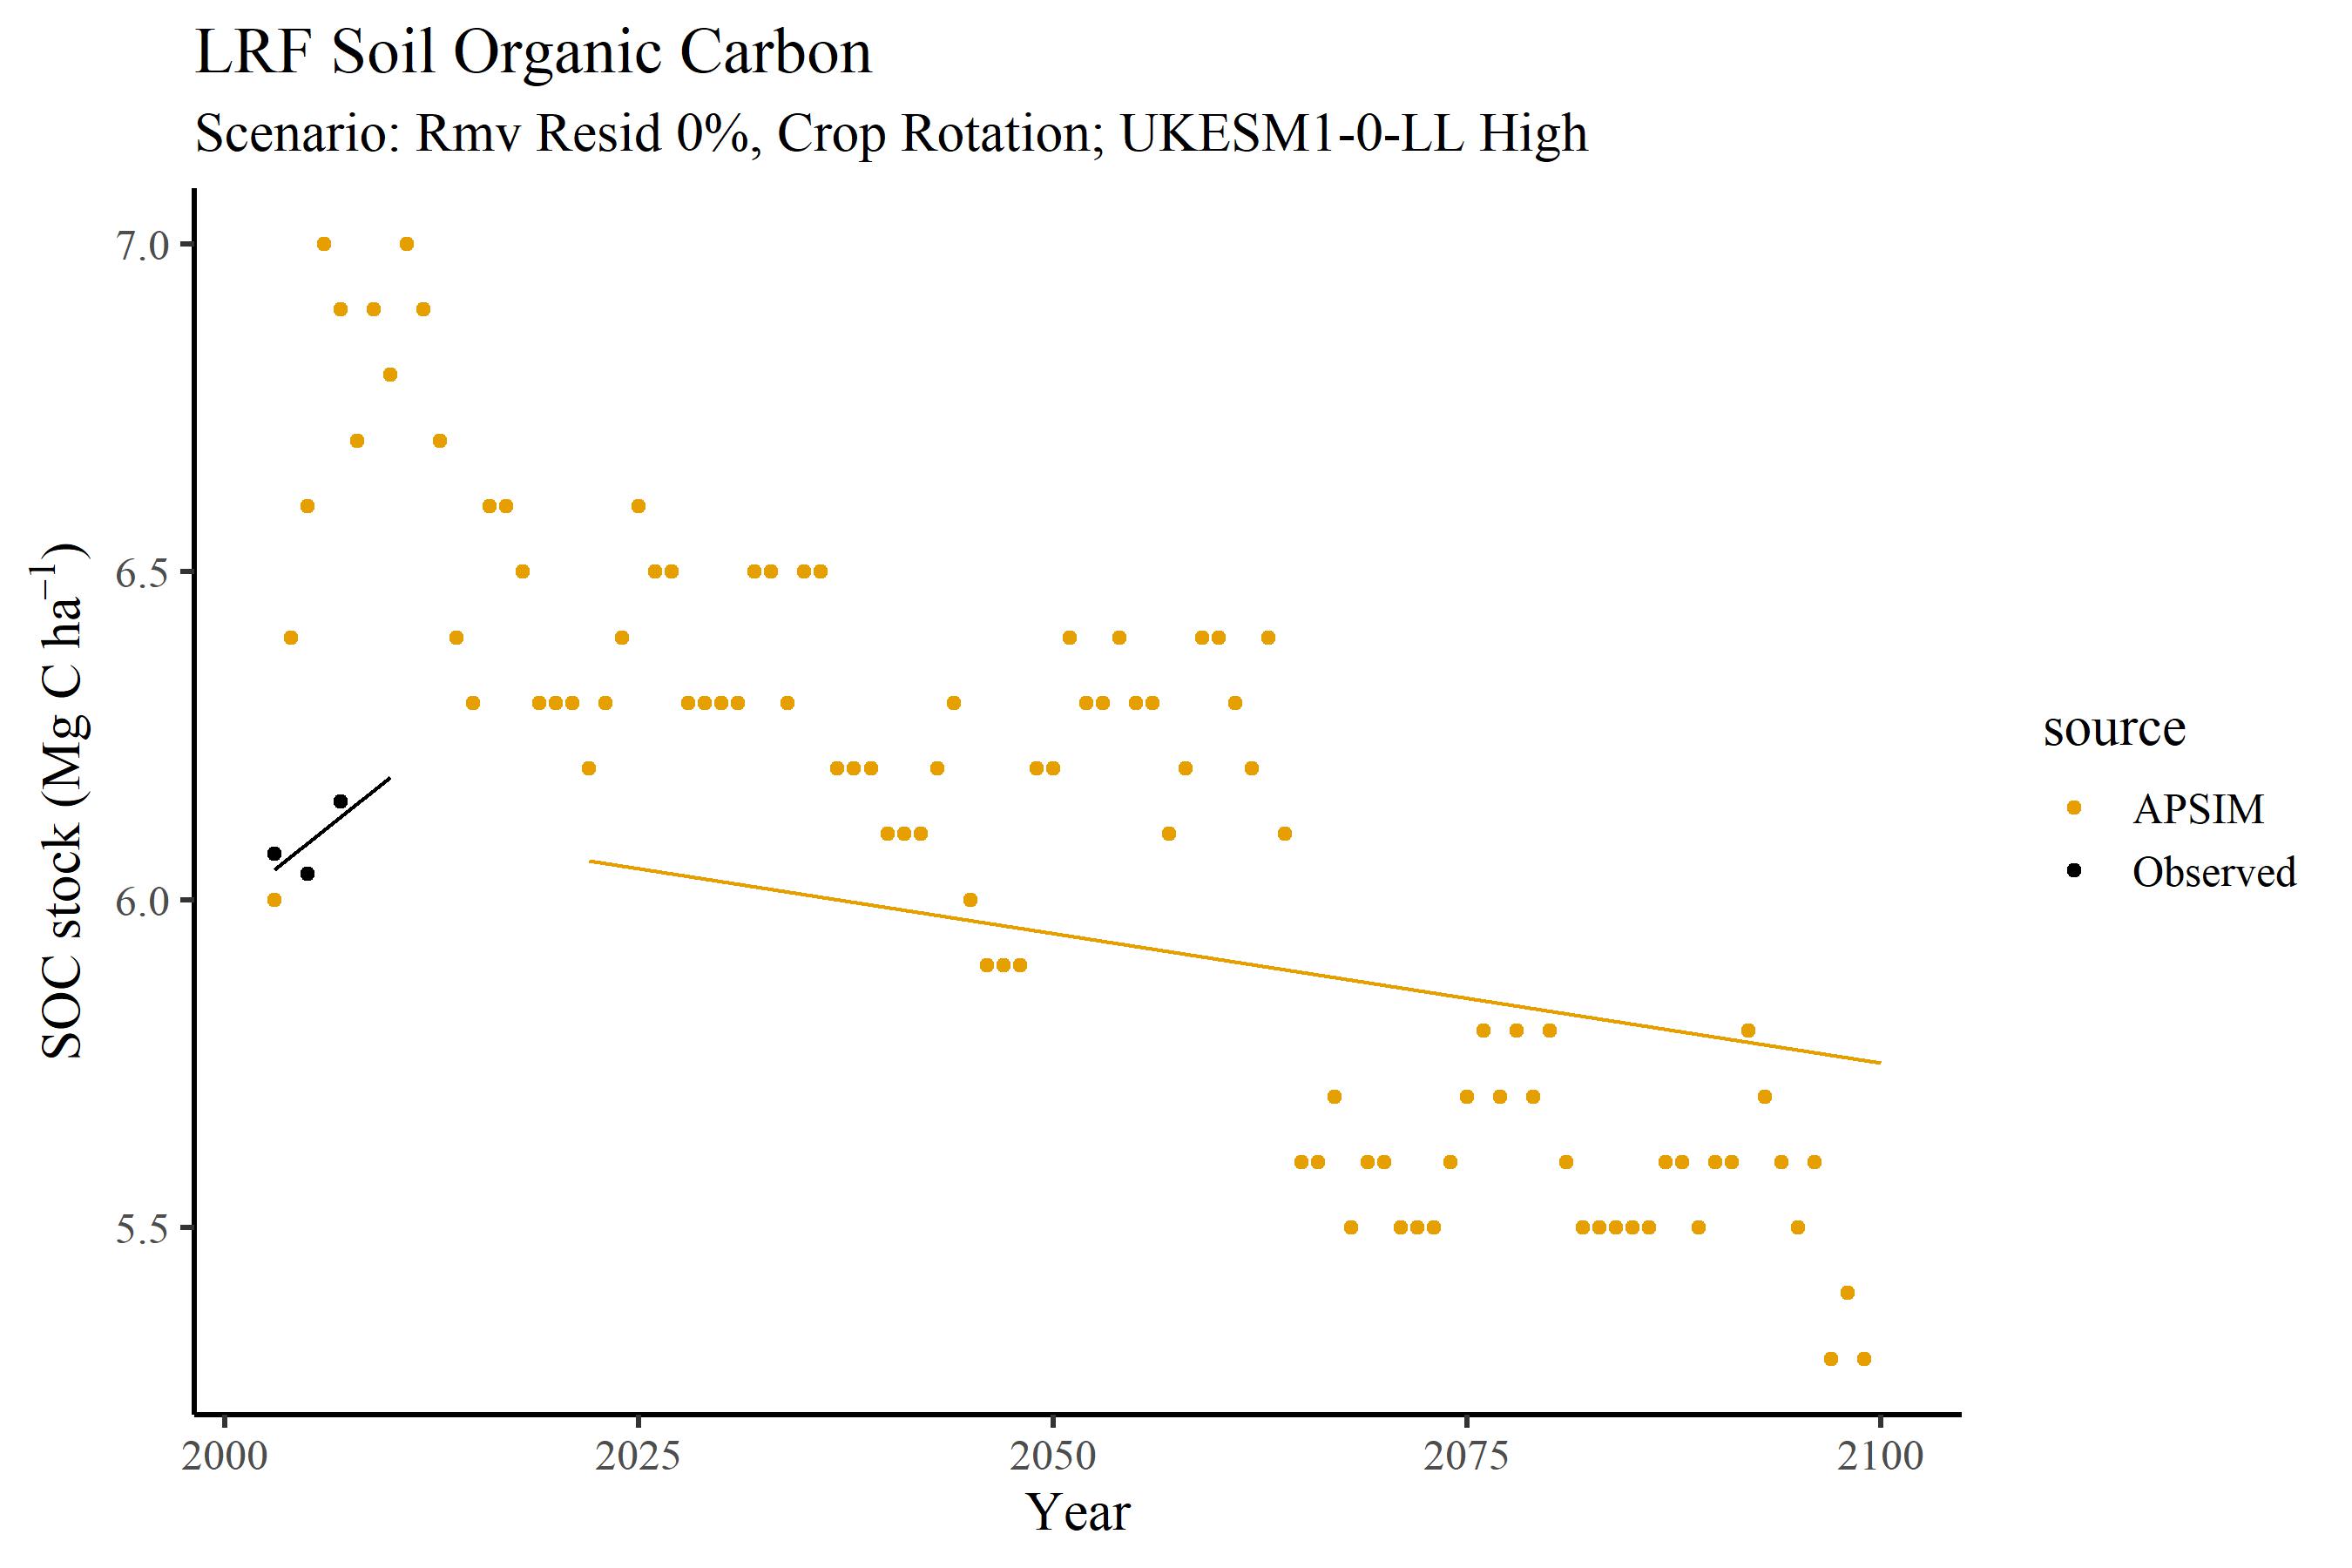 LRF Soil Organic Carbon
Scenario: Rmv Resid 0%, Crop Rotation; UKESM1-0-LL High
SOC stock (Mg C ha⁻¹)
7.0
6.5
6.0
5.5
2000 2025 2050 2075 2100
Year
source
APSIM
Observed